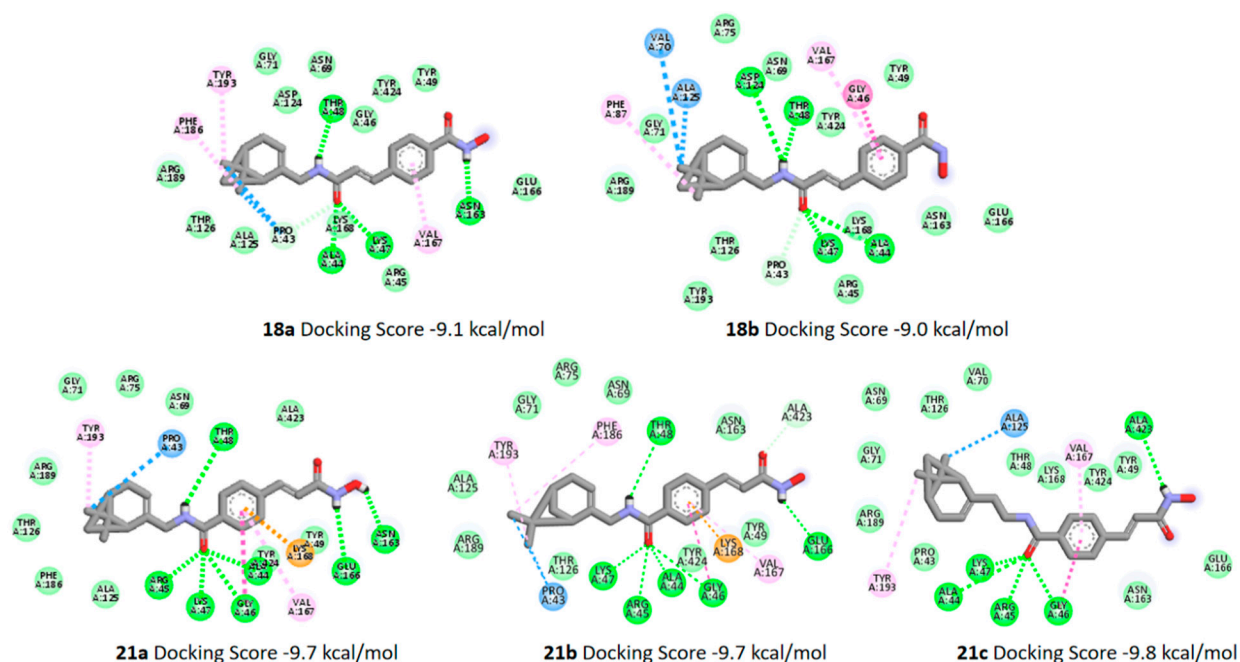 TYR
A:193
GLY
A:71
ASN
A:69
ASP
A:124
THR
A:48
TYR
A:424
TYR
A:49
GLY
A:46
PHE
A:186
ARG
A:189
THR
A:126
ALA
A:125
PRO
A:43
LYS
A:168
ALA
A:44
LYS
A:47
ARG
A:45
VAL
A:167
ASN
A:163
GLU
A:166
18a Docking Score -9.1 kcal/mol
VAL
A:70
ARG
A:75
ASP
A:124
ASN
A:69
VAL
A:167
TYR
A:49
ALA
A:125
GLY
A:46
THR
A:48
TYR
A:424
PHE
A:87
GLY
A:71
ARG
A:189
THR
A:126
TYR
A:193
PRO
A:43
LYS
A:168
LYS
A:47
ALA
A:44
ARG
A:45
ASN
A:163
GLU
A:166
18b Docking Score -9.0 kcal/mol
GLY
A:71
ARG
A:75
ASN
A:69
ALA
A:423
TYR
A:193
PRO
A:43
THR
A:48
ARG
A:189
THR
A:126
PHE
A:186
ALA
A:125
ARG
A:45
LYS
A:47
GLY
A:46
TYR
A:424
ALA
A:44
LYS
A:168
TYR
A:49
VAL
A:167
GLU
A:166
ASN
A:163
21a Docking Score -9.7 kcal/mol
ARG
A:75
GLY
A:71
ASN
A:69
PHE
A:186
THR
A:48
ASN
A:163
ALA
A:423
TYR
A:193
ALA
A:125
ARG
A:189
THR
A:126
PRO
A:43
LYS
A:47
ARG
A:45
ALA
A:44
TYR
A:424
GLY
A:46
LYS
A:168
TYR
A:49
VAL
A:167
GLU
A:166
21b Docking Score -9.7 kcal/mol
ASN
A:69
THR
A:126
VAL
A:70
ALA
A:125
ALA
A:423
GLY
A:71
THR
A:48
LYS
A:168
VAL
A:167
TYR
A:424
TYR
A:49
ARG
A:189
PRO
A:43
TYR
A:193
LYS
A:47
ALA
A:44
ARG
A:45
GLY
A:46
ASN
A:163
GLU
A:166
21c Docking Score -9.8 kcal/mol